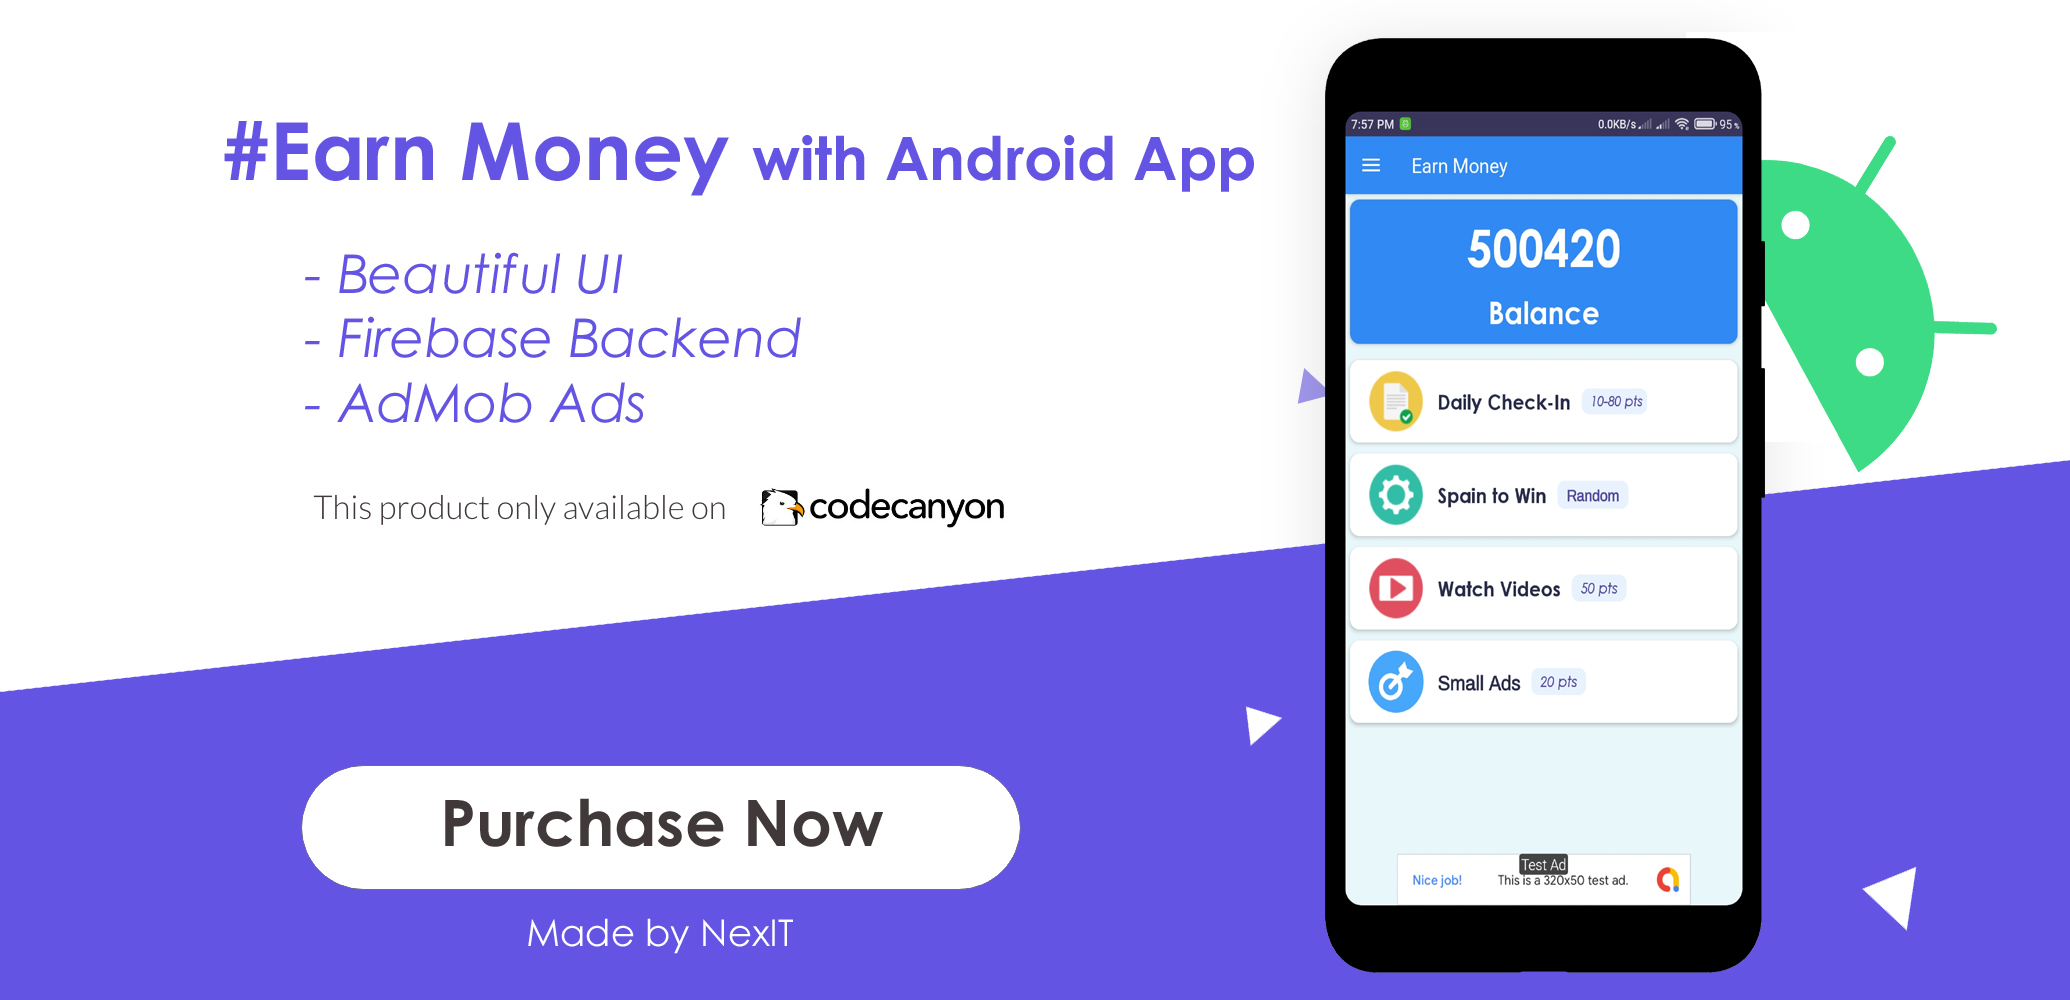 #Earn Money with Android App
- Beautiful UI
- Firebase Backend
- AdMob Ads
This product only available on codecanyon
Purchase Now
Made by NexIT
7:57 PM 0.0KB/s 95%
Earn Money
500420
Balance
Daily Check-In 10-80 pts
Spain to Win Random
Watch Videos 50 pts
Small Ads 20 pts
Test Ad
Nice job! This is a 320x50 test ad.